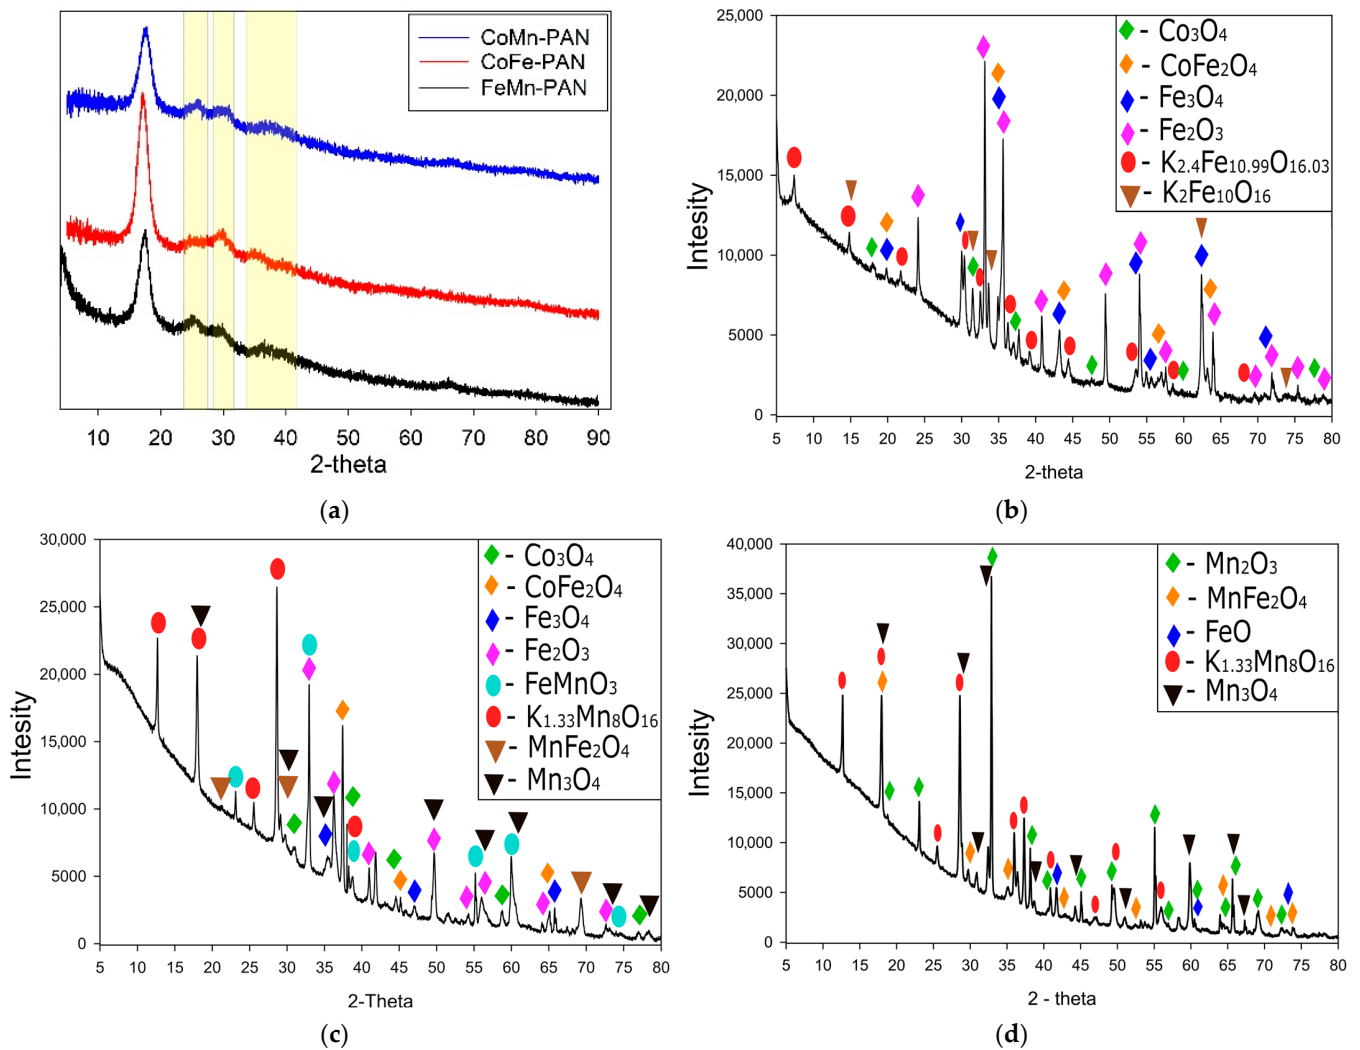 CoMn-PAN
CoFe-PAN
FeMn-PAN
10 20 30 40 50 60 70 80 90
2-theta
(a)
25,000
20,000
15,000
10,000
5000
0
Intesity
- Co3O4
- CoFe2O4
- Fe3O4
- Fe2O3
- K2.4Fe10.99O16.03
- K2Fe10O16
5 10 15 20 25 30 35 40 45 50 55 60 65 70 75 80
2-theta
(b)
30,000
25,000
20,000
15,000
10,000
5000
0
Intesity
- Co3O4
- CoFe2O4
- Fe3O4
- Fe2O3
- FeMnO3
- K1.33Mn8O16
- MnFe2O4
- Mn3O4
5 10 15 20 25 30 35 40 45 50 55 60 65 70 75 80
2-Theta
(c)
40,000
35,000
30,000
25,000
20,000
15,000
10,000
5000
0
Intesity
- Mn2O3
- MnFe2O4
- FeO
- K1.33Mn8O16
- Mn3O4
5 10 15 20 25 30 35 40 45 50 55 60 65 70 75 80
2 - theta
(d)